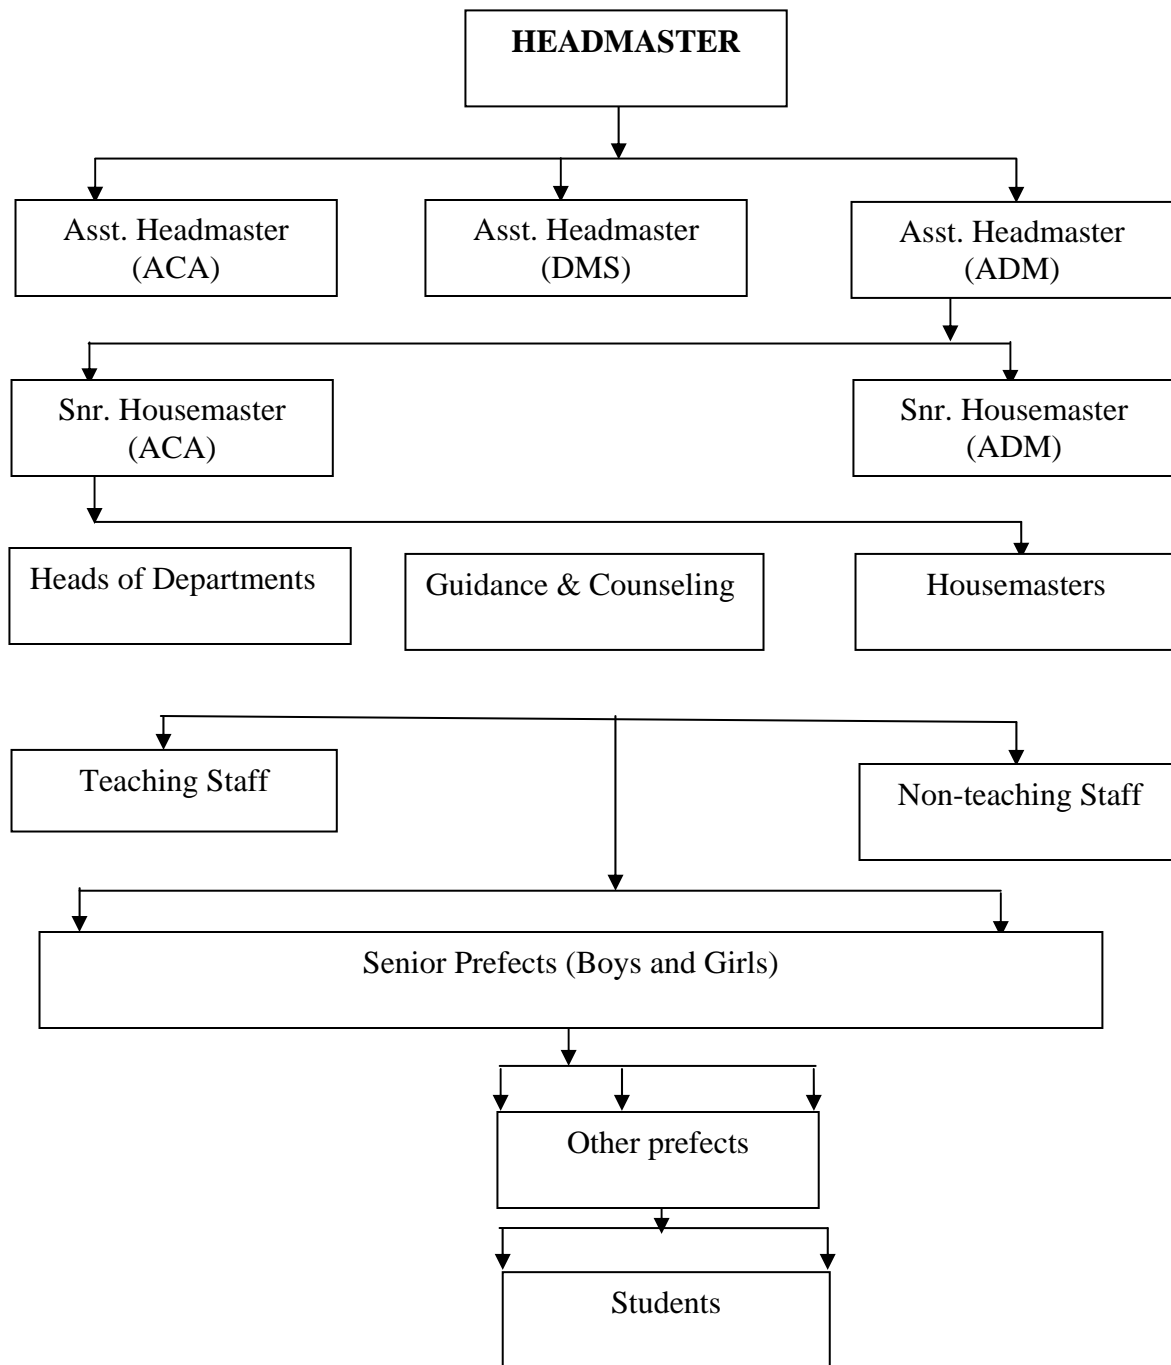 HEADMASTER
Asst. Headmaster
(ACA)
Asst. Headmaster
(DMS)
Asst. Headmaster
(ADM)
Snr. Housemaster
(ACA)
Snr. Housemaster
(ADM)
Heads of Departments
Guidance & Counseling
Housemasters
Teaching Staff
Non-teaching Staff
Senior Prefects (Boys and Girls)
Other prefects
Students